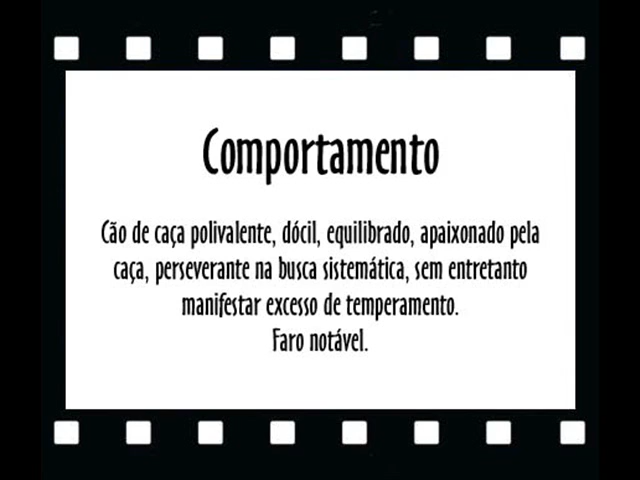 Comportamento
Cão de caça polivalente, dócil, equilibrado, apaixonado pela
caça, perseverante na busca sistemática, sem entretanto
manifestar excesso de temperamento.
Faro notável.